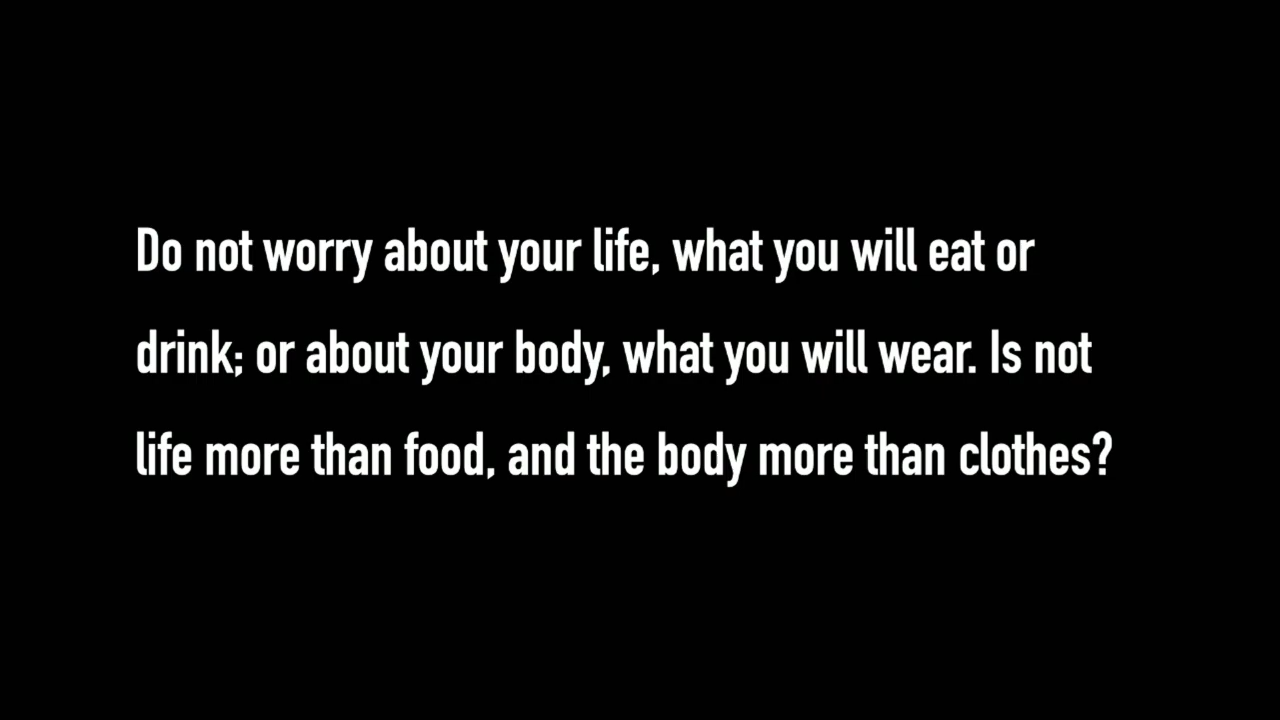 Do not worry about your life, what you will eat or
drink; or about your body, what you will wear. Is not
life more than food, and the body more than clothes?